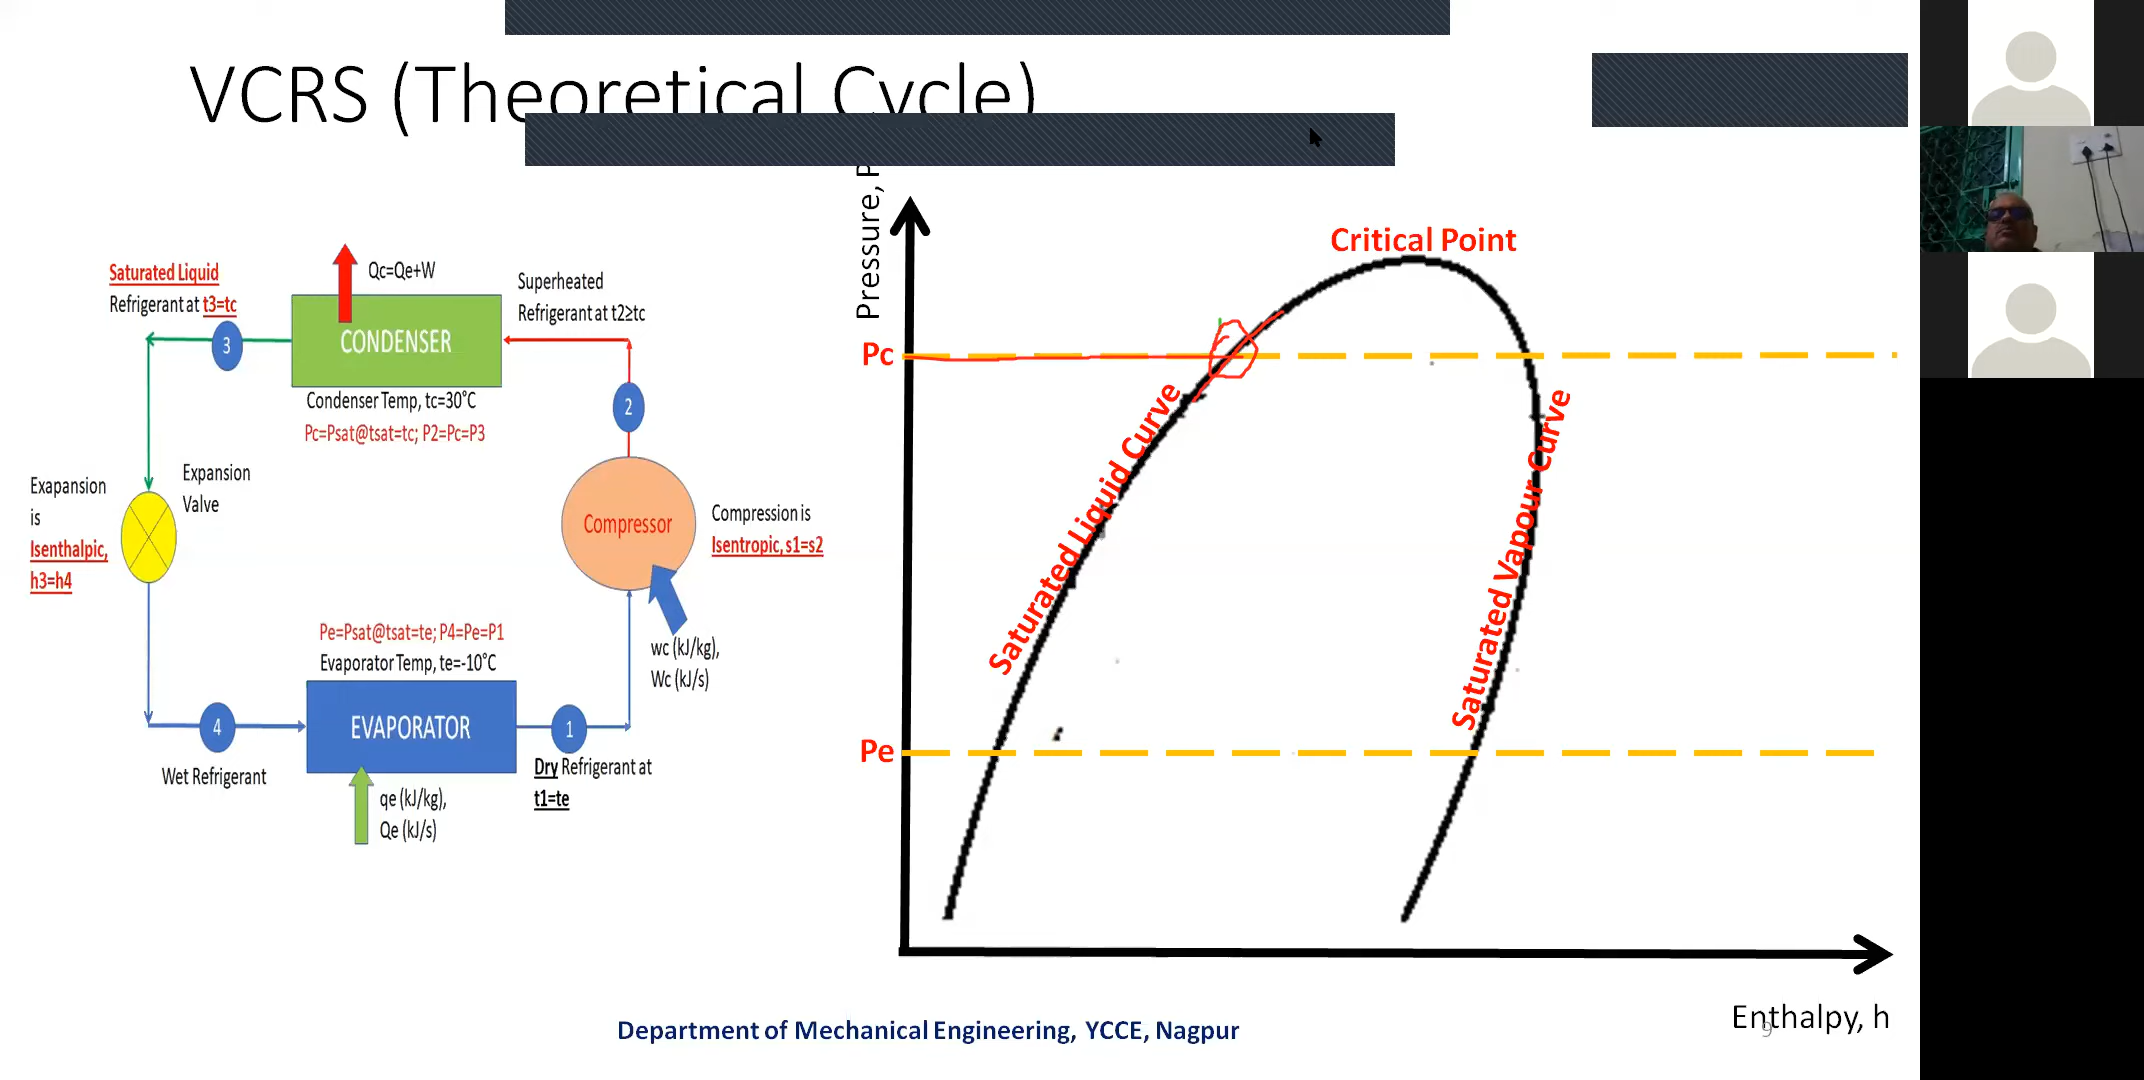 VCRS (Theoretical Cycle)
Saturated Liquid
Refrigerant at t3=tc
Qc=Qe+W
Superheated
Refrigerant at t2≥tc
3
CONDENSER
Condenser Temp, tc=30°C
Pc=Psat@tsat=tc; P2=Pc=P3
2
Expansion
Valve
Exapansion
is
Isenthalpic,
h3=h4
Compressor
Compression is
Isentropic, s1=s2
Pe=Psat@tsat=te; P4=Pe=P1
Evaporator Temp, te=-10°C
wc (kJ/kg),
Wc (kJ/s)
4
EVAPORATOR
1
Wet Refrigerant
Dry Refrigerant at
t1=te
qe (kJ/kg),
Qe (kJ/s)
Pressure, P
Critical Point
Pc
Saturated Liquid Curve
Saturated Vapour Curve
Pe
Enthalpy, h
Department of Mechanical Engineering, YCCE, Nagpur
9